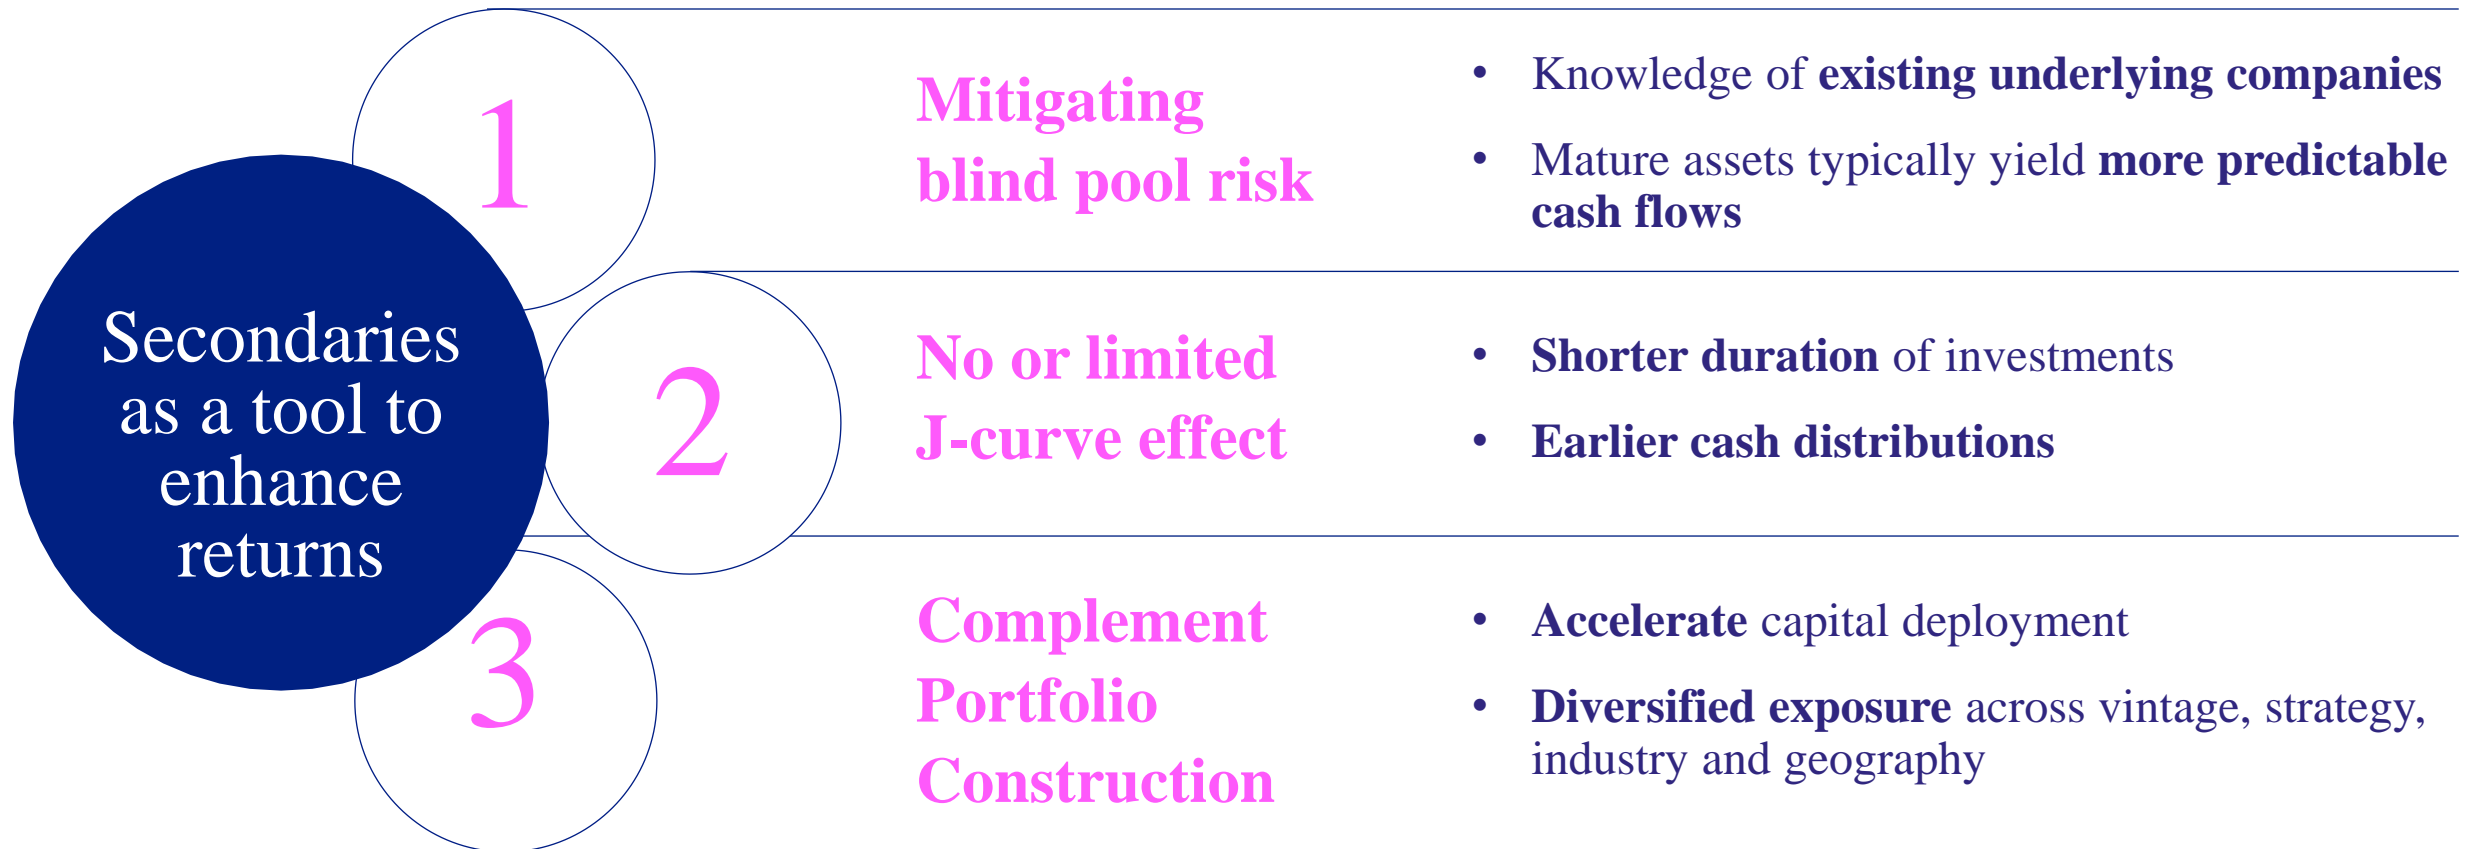 Secondaries
as a tool to
enhance
returns
1
Mitigating
blind pool risk
• Knowledge of existing underlying companies
• Mature assets typically yield more predictable
cash flows
2
No or limited
J-curve effect
• Shorter duration of investments
• Earlier cash distributions
3
Complement
Portfolio
Construction
• Accelerate capital deployment
• Diversified exposure across vintage, strategy,
industry and geography